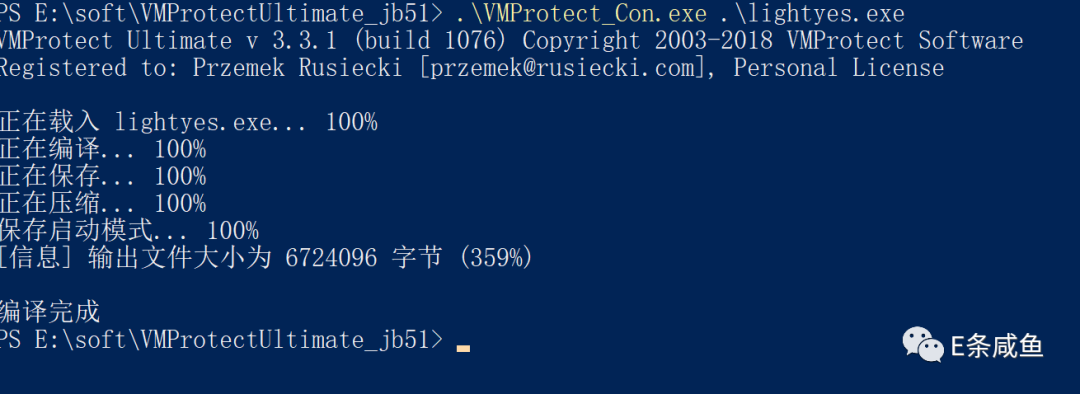 PS E:\soft\VMProtectUltimate_jb51> .\VMProtect_Con.exe .\lightyes.exe
VMProtect Ultimate v 3.3.1 (build 1076) Copyright 2003-2018 VMProtect Software
Registered to: Przemek Rusiecki [przemek@rusiecki.com], Personal License
正在载入 lightyes.exe... 100%
正在编译... 100%
正在保存... 100%
正在压缩... 100%
保存启动模式... 100%
[信息] 输出文件大小为 6724096 字节 (359%)
编译完成
PS E:\soft\VMProtectUltimate_jb51>
E条咸鱼